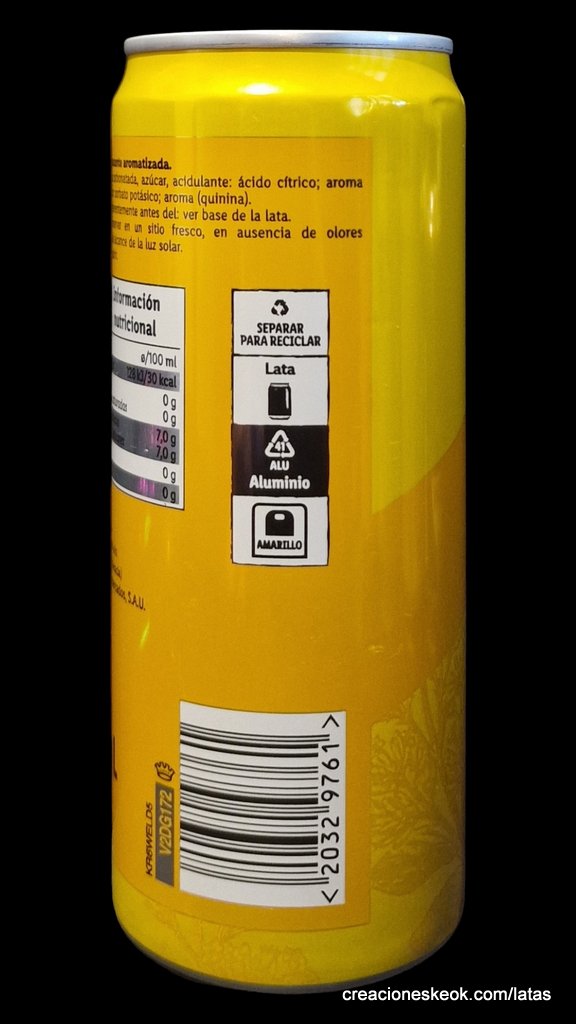 aromatizada.
azúcar, acidulante: ácido cítrico; aroma
potásico; aroma (quinina).
antes del: ver base de la lata.
en un sitio fresco, en ausencia de olores
alcance de la luz solar.
Información
nutricional
ø/100 ml
128 kJ/30 kcal
0 g
0 g
7,0 g
7,0 g
0 g
0 g
S.A.U.
SEPARAR
PARA RECICLAR
Lata
41
ALU
Aluminio
AMARILLO
L
KR6WELD5
V2DG172
< 2032 9761 >
creacioneskeok.com/latas